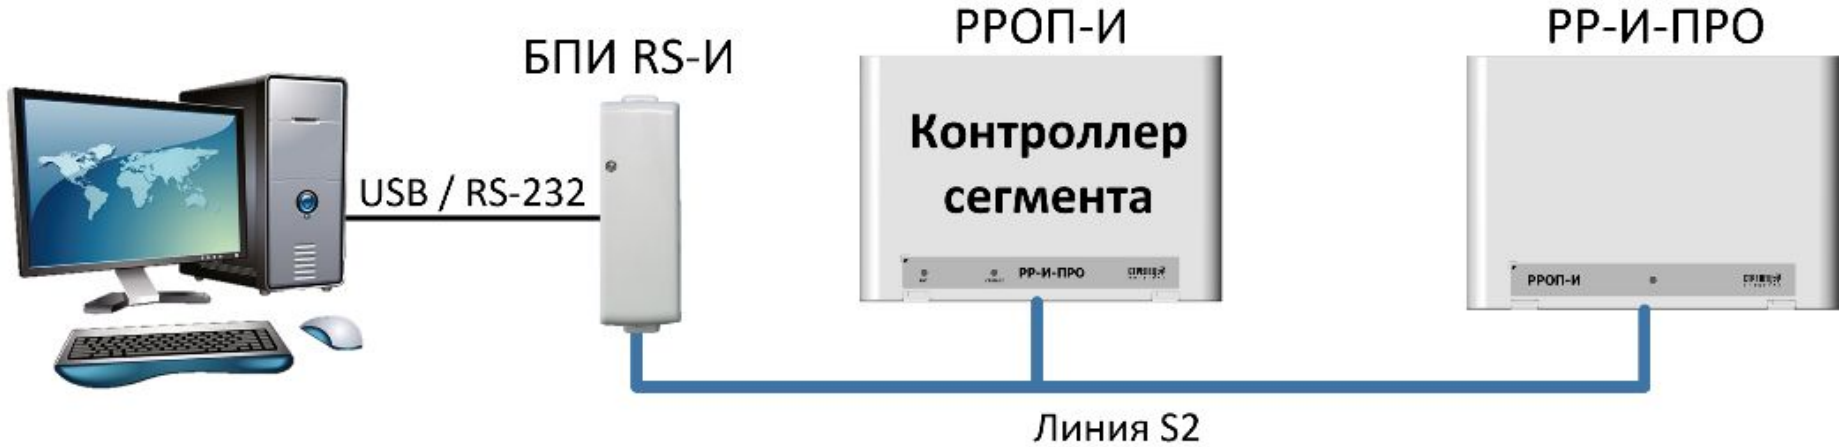 БПИ RS-И
РРОП-И
РР-И-ПРО
USB / RS-232
Контроллер
сегмента
РР-И-ПРО
РРОП-И
Линия S2